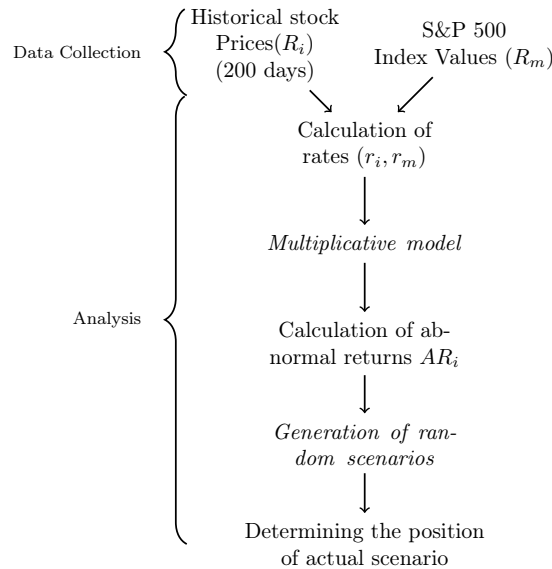 Historical stock
Prices(R_i)
(200 days)
S&P 500
Index Values (R_m)
Data Collection
Calculation of
rates (r_i, r_m)
Multiplicative model
Analysis
Calculation of ab-
normal returns AR_i
Generation of ran-
dom scenarios
Determining the position
of actual scenario